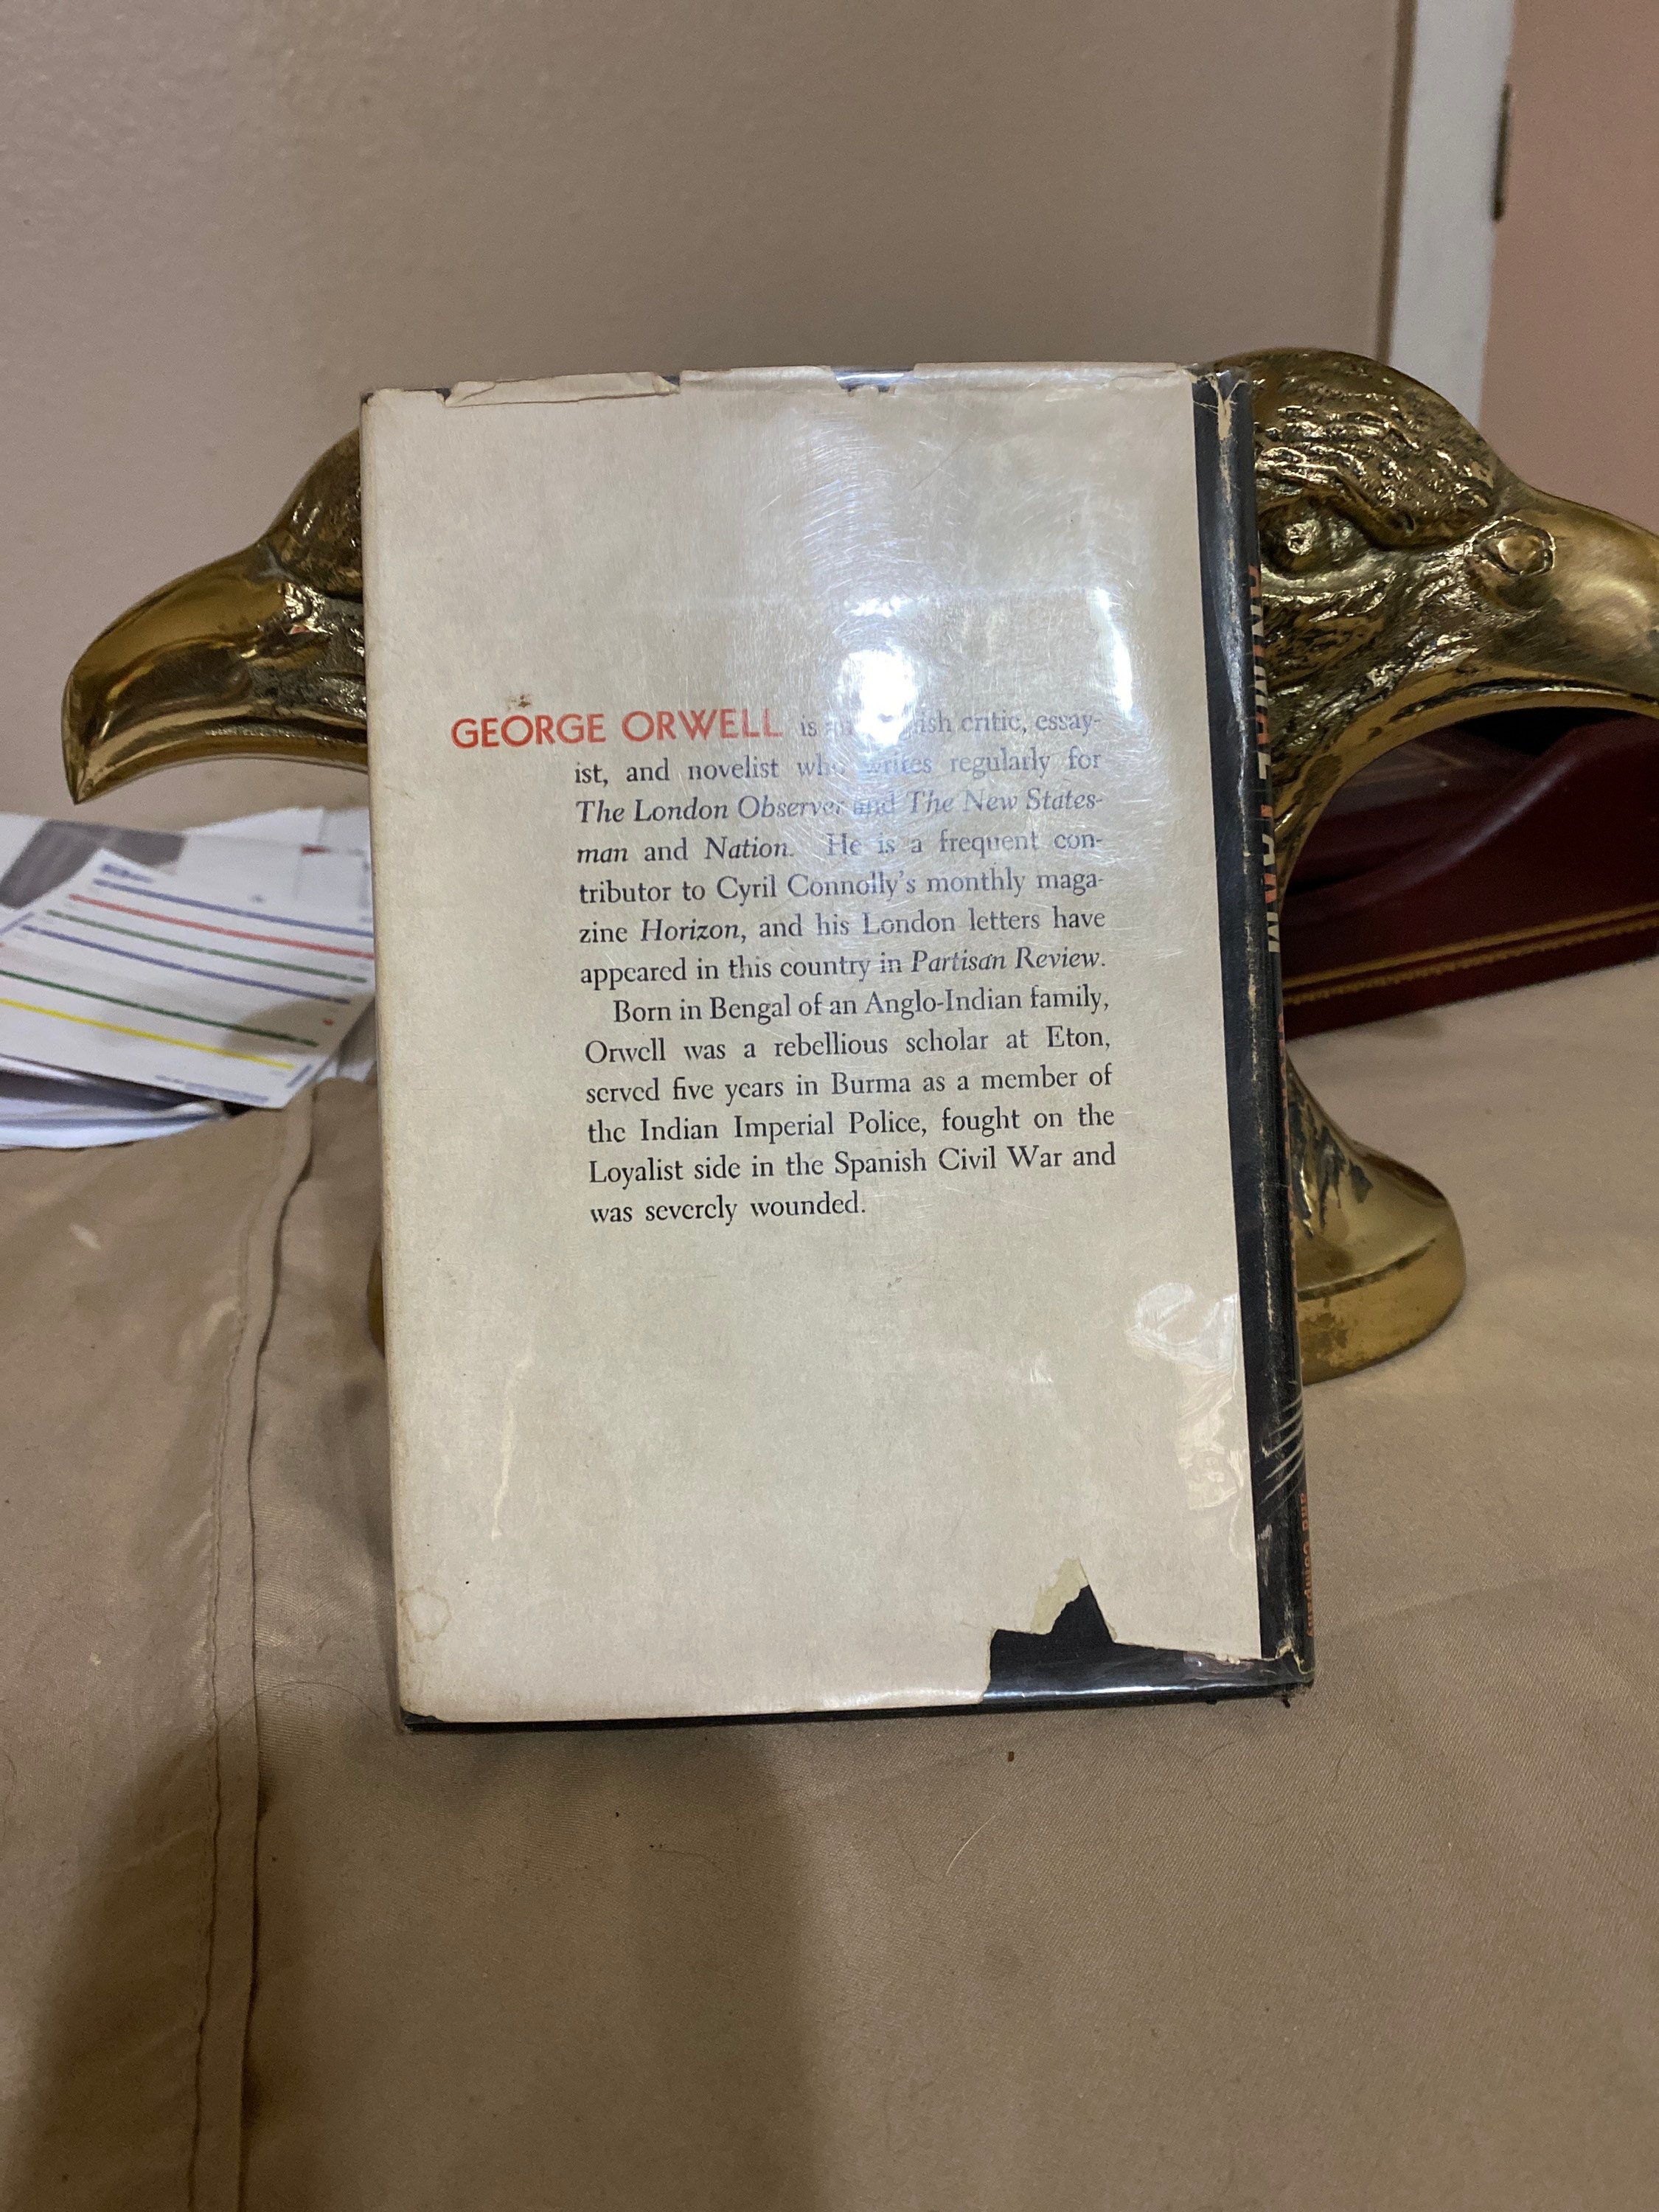 GEORGE ORWELL is critic, essay-
ist, and novelist who writes regularly for
The London Observer and The New States-
man and Nation. He is a frequent con-
tributor to Cyril Connolly's monthly maga-
zine Horizon, and his London letters have
appeared in this country in Partisan Review.
Born in Bengal of an Anglo-Indian family,
Orwell was a rebellious scholar at Eton,
served five years in Burma as a member of
the Indian Imperial Police, fought on the
Loyalist side in the Spanish Civil War and
was severely wounded.
ANIMAL FARM
and Company